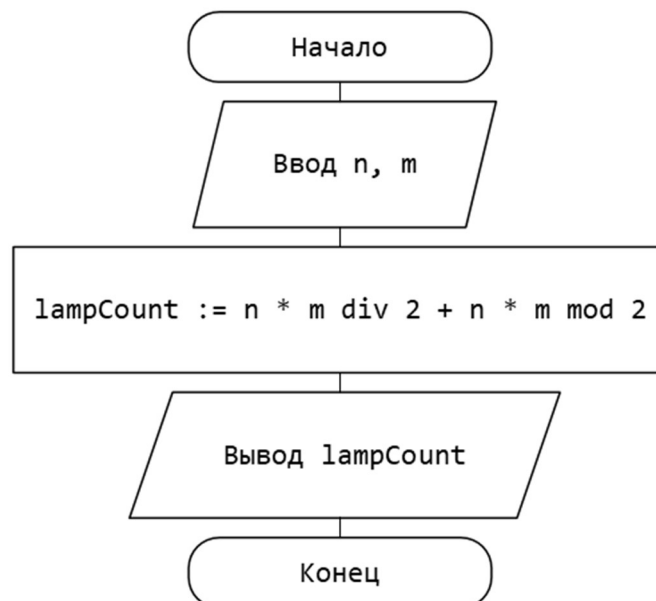 Начало
Ввод n, m
lampCount := n * m div 2 + n * m mod 2
Вывод lampCount
Конец